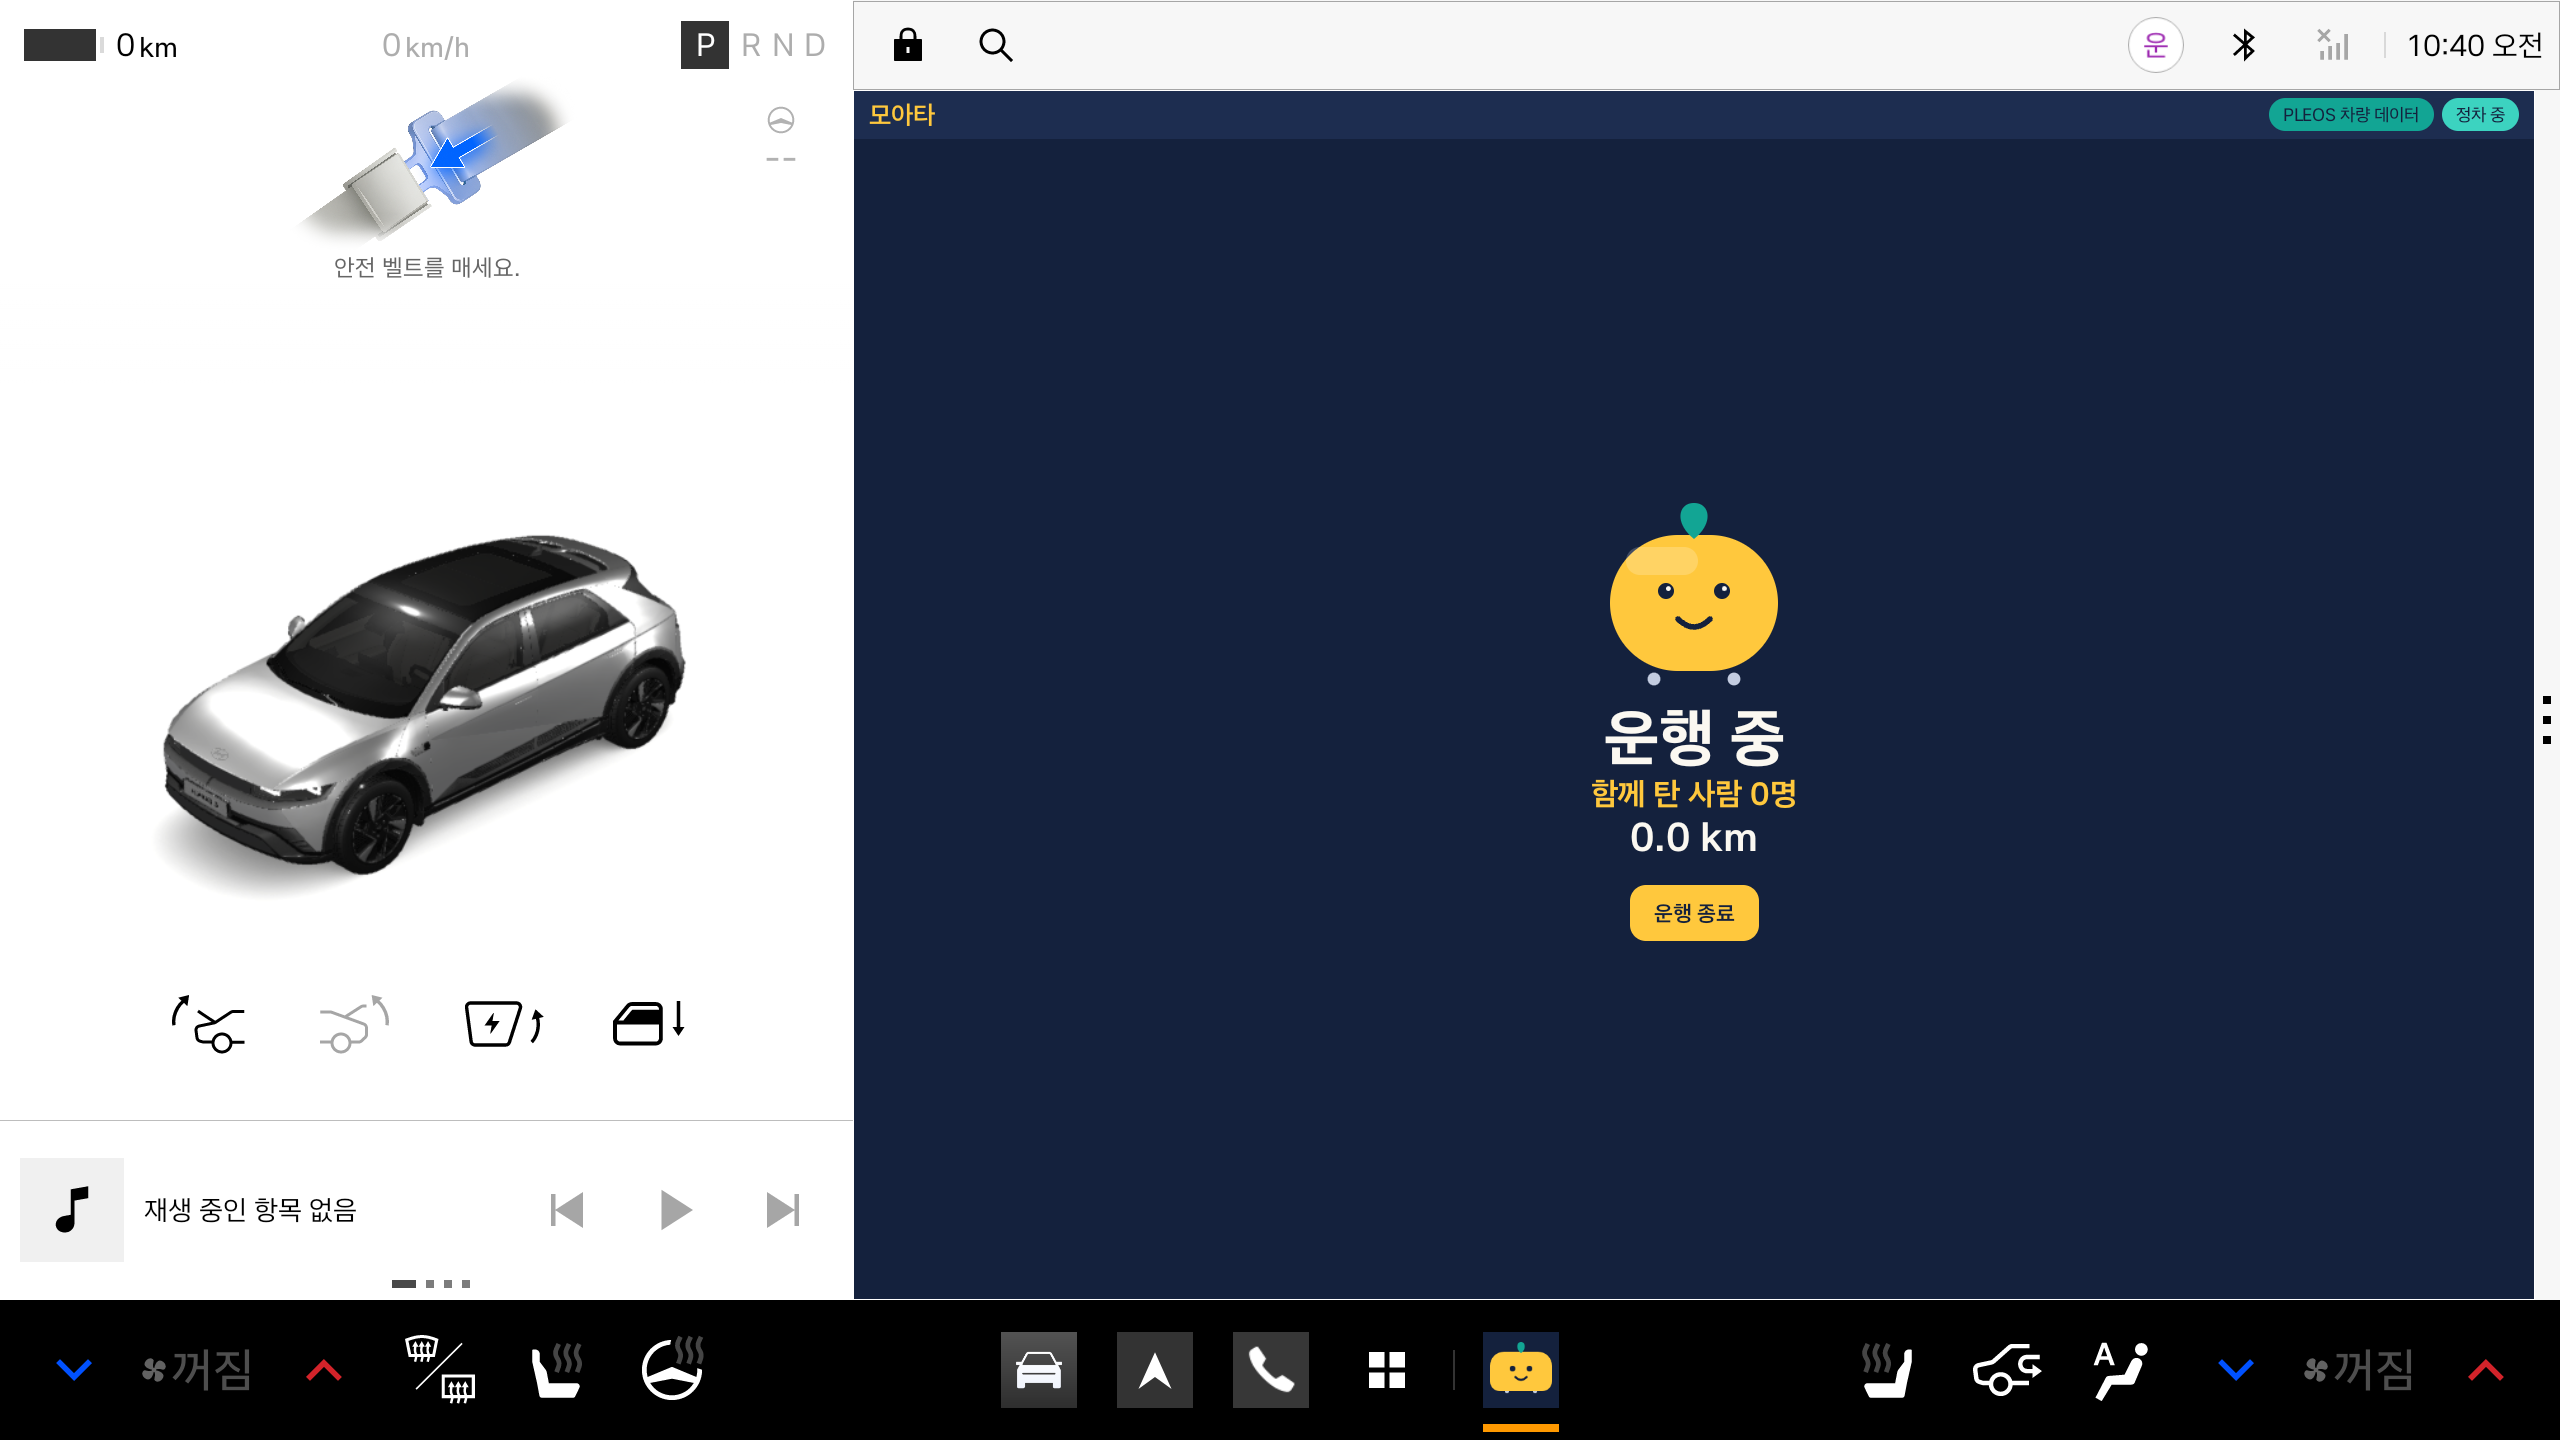 0 km
0 km/h
P R N D
운
10:40 오전
모아타
PLEOS 차량 데이터
정차 중
안전 벨트를 매세요.
운행 중
함께 탄 사람 0명
0.0 km
운행 종료
재생 중인 항목 없음
꺼짐
A
꺼짐